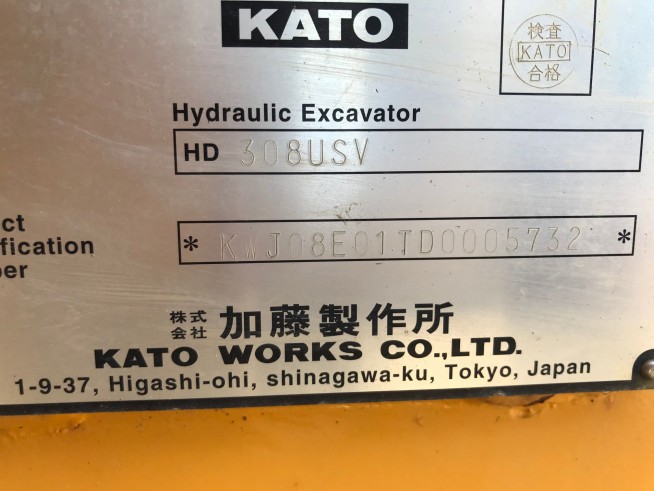 KATO
検査
KATO
合格
Hydraulic Excavator
HD 308USV
ct
fication
ber
* KWJ08E01TD0005732 *
株式
会社 加藤製作所
KATO WORKS CO.,LTD.
1-9-37, Higashi-ohi, shinagawa-ku, Tokyo, Japan